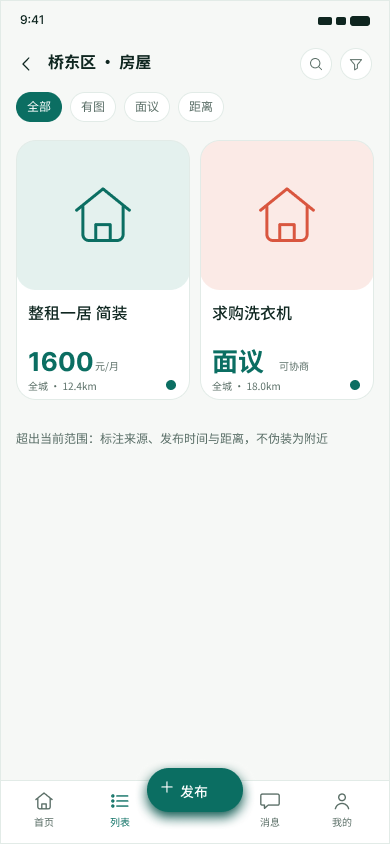 9:41
桥东区 · 房屋
全部 有图 面议 距离
整租一居 简装
1600元/月
全城 · 12.4km
求购洗衣机
面议 可协商
全城 · 18.0km
超出当前范围：标注来源、发布时间与距离，不伪装为附近
首页 列表 发布 消息 我的